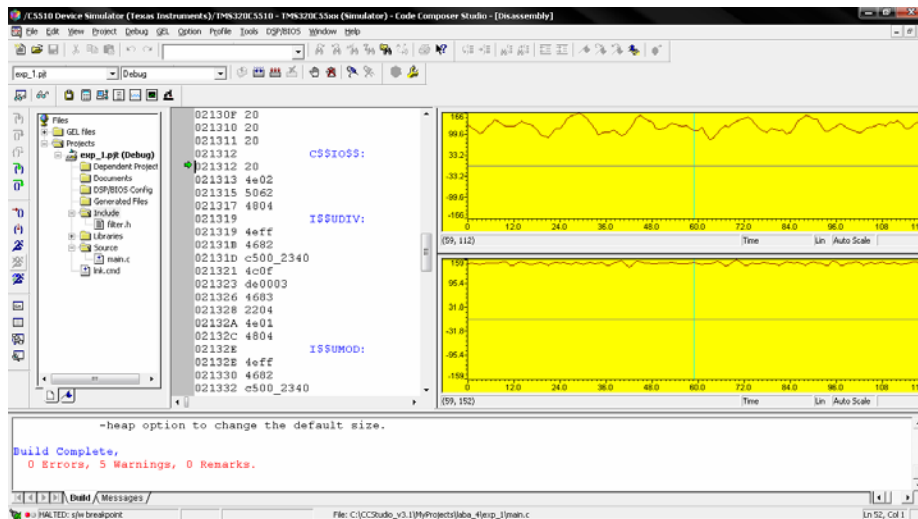 /C5510 Device Simulator (Texas Instruments)/TMS320C5510 - TMS320C55xx (Simulator) - Code Composer Studio - [Disassembly]
File Edit View Project Debug GEL Option Profile Tools DSP/BIOS Window Help
exp_1.pjt Debug
Files
GEL files
Projects
exp_1.pjt (Debug)
Dependent Project
Documents
DSP/BIOS Config
Generated Files
Include
filter.h
Libraries
Source
main.c
lnk.cmd
02130F 20
021310 20
021311 20
021312 C$$IO$$:
021312 20
021313 4e02
021315 5062
021317 4804
021319 I$$UDIV:
021319 4eff
02131B 4682
02131D c500_2340
021321 4c0f
021323 de0003
021326 4683
021328 2204
02132A 4e01
02132C 4804
02132E I$$UMOD:
02132E 4eff
021330 4682
021332 c500_2340
166
99.6
33.2
-33.2
-99.6
-166
0 12.0 24.0 36.0 48.0 60.0 72.0 84.0 96.0 108 11
(59, 112) Time Lin Auto Scale
159
95.4
31.8
-31.8
-95.4
-159
0 12.0 24.0 36.0 48.0 60.0 72.0 84.0 96.0 108 11
(59, 152) Time Lin Auto Scale
-heap option to change the default size.
Build Complete,
0 Errors, 5 Warnings, 0 Remarks.
Build Messages
HALTED: s/w breakpoint File: C:\CCStudio_v3.1\MyProjects\laba_4\exp_1\main.c Ln 52, Col 1